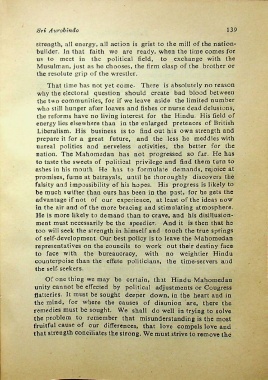 Sri Aurobindo 139
strength, all energy, all action is grist to the mill of the nation-
builder. In that faith we are ready, when the time comes for
us to meet in the political field, to exchange with the
Musulman, just as he chooses, the firm clasp of the brother or
the resolute grip of the wrestler.
That time has not yet come. There is absolutely no reason
why the electoral question should create bad blood between
the two communities, for if we leave aside the limited number
who still hunger after loaves and fishes or nurse dead delusions,
the reforms have no living interest for the Hindu. His field of
energy lies elsewhere than in the enlarged pretences of British
Liberalism. His business is to find out his own strength and
prepare it for a great future, and the less he meddles with
unreal politics and nerveless activities, the better for the
nation. The Mahomedan has not progressed so far. He has
to taste the sweets of political privilege and find them turn to
ashes in his mouth. He has to formulate demands, rejoice at
promises, fume at betrayals, until he thoroughly discovers the
falsity and impossibility of his hopes. His progress is likely to
be much swifter than ours has been in the past, for he gets the
advantage if not of our experience, at least of the ideas now
in the air and of the more bracing and stimulating atmosphere.
He is more likely to demand than to crave, and his disillusion-
ment must necessarily be the speedier. And it is then that he
too will seek the strength in himself and touch the true springs
of self-development. Our best policy is to leave the Mahomedan
representatives on the councils to work out their destiny face
to face with the bureaucracy, with no weightier Hindu
counterpoise than the effete politicians, the time-servors and
the self seekers.
Of one thing we may be certain, that Hindu Mahomedan
unity cannot be effected by political adjustments or Congress
flatteries. It must be sought deeper down, in the heart and in
the mind, for where the causes of disunion are, there the
remedies must be sought. We shall do well in trying to solve
the problem to remember that misunderstanding is the most
fruitful cause of our differences, that love compels love and
that strength conciliates the strong. We must strive to remove the